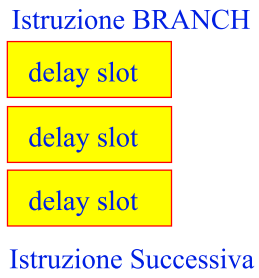 Istruzione BRANCH
delay slot
delay slot
delay slot
Istruzione Successiva